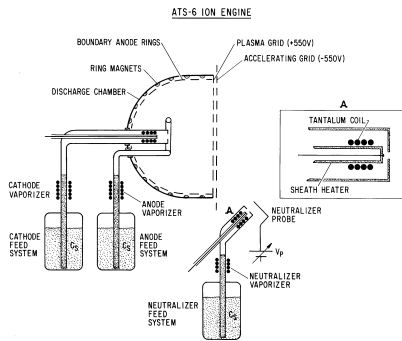 ATS-6 ION ENGINE
BOUNDARY ANODE RINGS
RING MAGNETS
DISCHARGE CHAMBER
PLASMA GRID (+550V)
ACCELERATING GRID (-550V)
A
TANTALUM COIL
SHEATH HEATER
CATHODE
VAPORIZER
ANODE
VAPORIZER
CATHODE
FEED
SYSTEM
Cs
Cs
ANODE
FEED
SYSTEM
A
NEUTRALIZER
PROBE
VP
NEUTRALIZER
VAPORIZER
NEUTRALIZER
FEED
SYSTEM
Cs